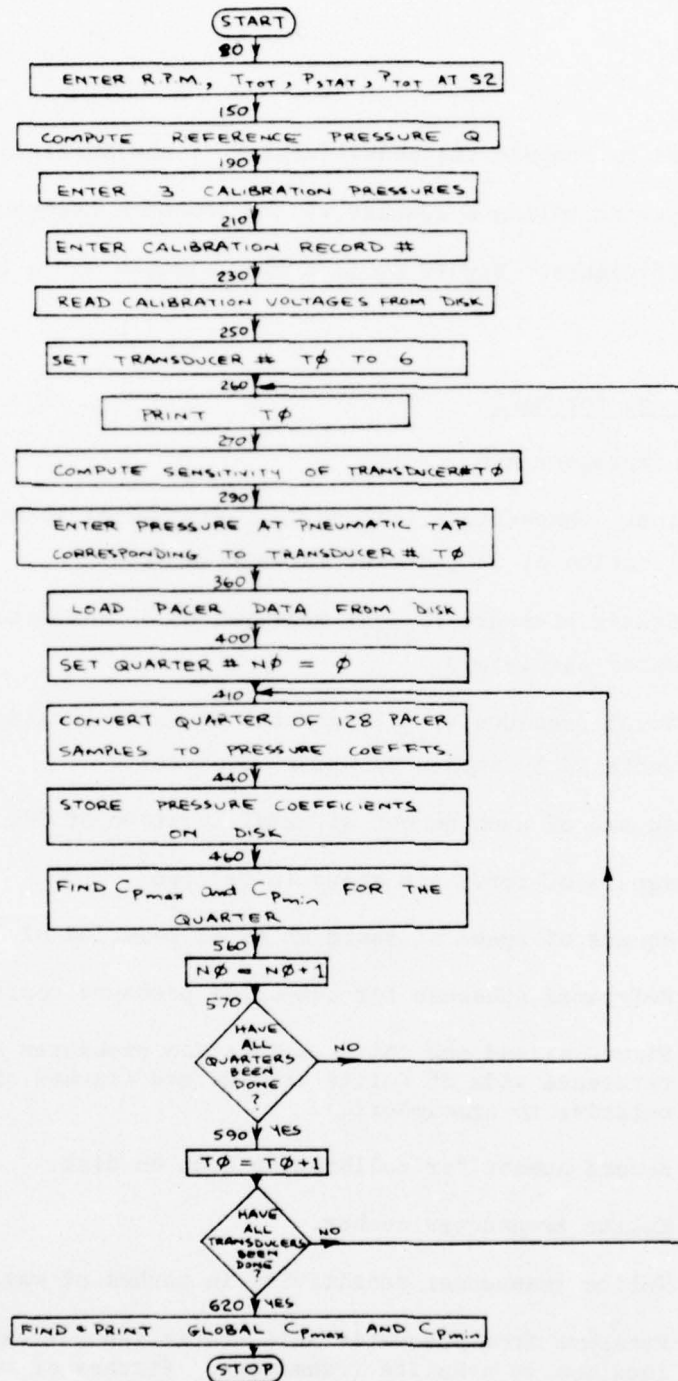 START
80
ENTER R.P.M., TTOT, PSTAT, PTOT AT S2
150
COMPUTE REFERENCE PRESSURE Q
190
ENTER 3 CALIBRATION PRESSURES
210
ENTER CALIBRATION RECORD #
230
READ CALIBRATION VOLTAGES FROM DISK
250
SET TRANSDUCER # TØ TO 6
260
PRINT TØ
270
COMPUTE SENSITIVITY OF TRANSDUCER#TØ
290
ENTER PRESSURE AT PNEUMATIC TAP
CORRESPONDING TO TRANSDUCER # TØ
360
LOAD PACER DATA FROM DISK
400
SET QUARTER # NØ = Ø
410
CONVERT QUARTER OF 128 PACER
SAMPLES TO PRESSURE COEFFTS.
440
STORE PRESSURE COEFFICIENTS
ON DISK
460
FIND CPmax and CPmin FOR THE
QUARTER
560
NØ = NØ+1
570
HAVE
ALL
QUARTERS
BEEN
DONE
?
NO
590 YES
TØ = TØ+1
HAVE
ALL
TRANSDUCERS
BEEN
DONE
?
NO
620 YES
FIND + PRINT GLOBAL CPmax AND CPmin
STOP